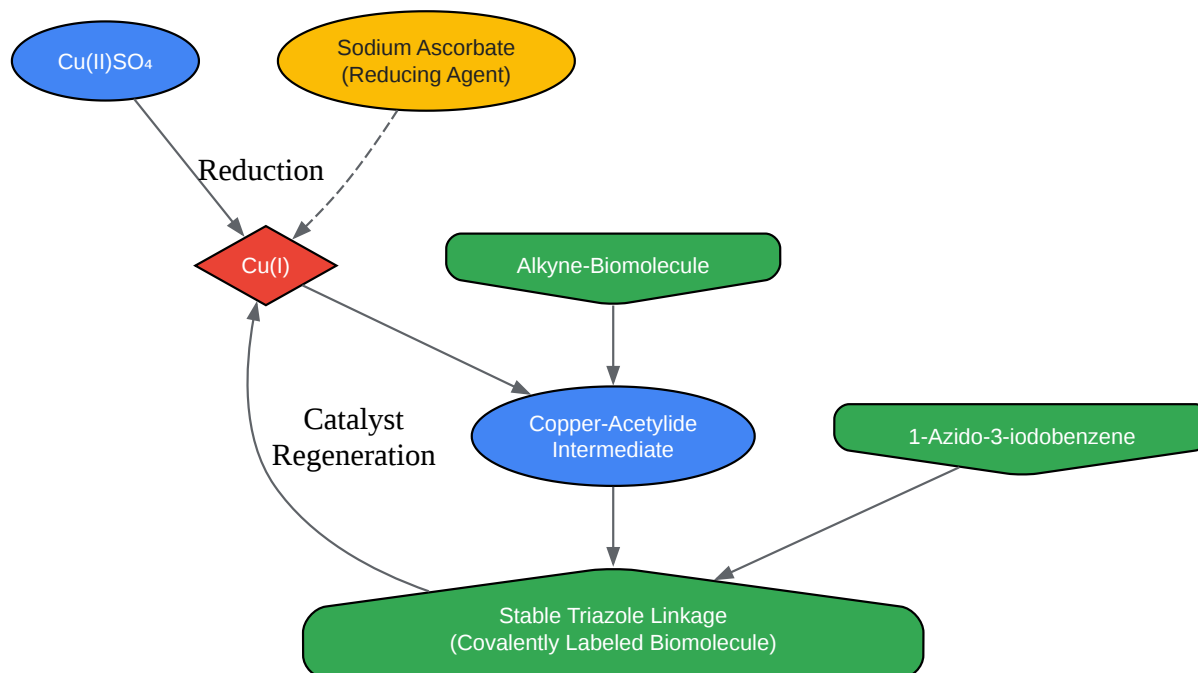 Cu(II)SO₄
Sodium Ascorbate
(Reducing Agent)
Reduction
Cu(I)
Alkyne-Biomolecule
Catalyst
Regeneration
Copper-Acetylide
Intermediate
1-Azido-3-iodobenzene
Stable Triazole Linkage
(Covalently Labeled Biomolecule)